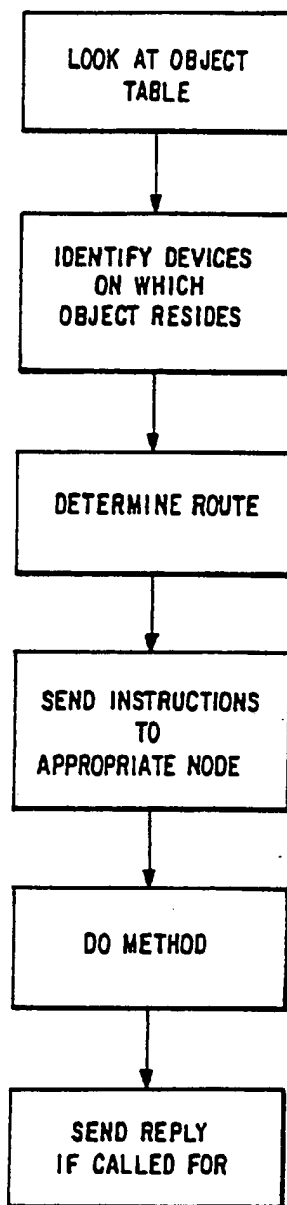 LOOK AT OBJECT
TABLE
IDENTIFY DEVICES
ON WHICH
OBJECT RESIDES
DETERMINE ROUTE
SEND INSTRUCTIONS
TO
APPROPRIATE NODE
DO METHOD
SEND REPLY
IF CALLED FOR